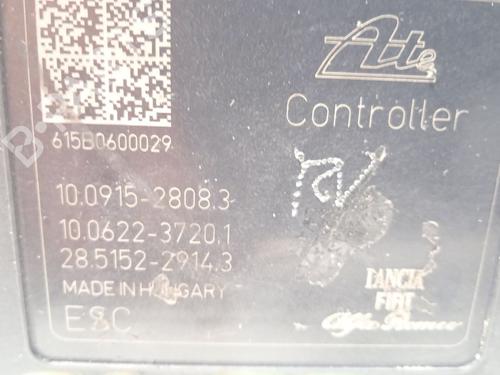 Ate
Controller
615B0600029
10.0915-2808.3
10.0622-3720.1
28.5152-2914.3
MADE IN HUNGARY
ESC
LANCIA
FIAT
Alfa Romeo